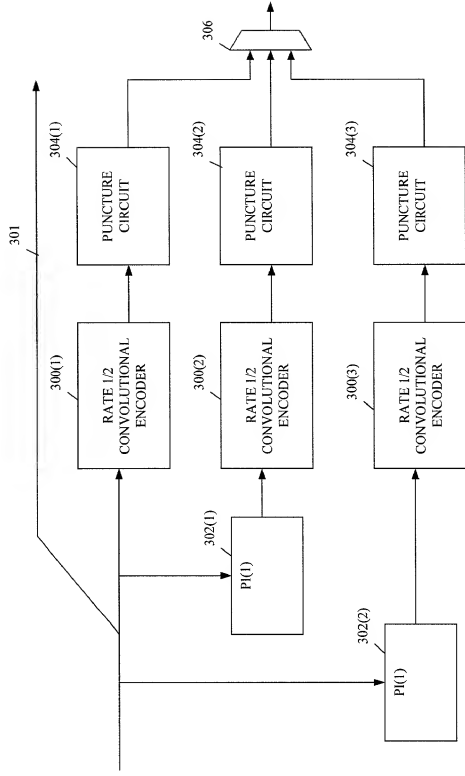 301
306
304(1)
PUNCTURE
CIRCUIT
304(2)
PUNCTURE
CIRCUIT
304(3)
PUNCTURE
CIRCUIT
300(1)
RATE 1/2
CONVOLUTIONAL
ENCODER
300(2)
RATE 1/2
CONVOLUTIONAL
ENCODER
300(3)
RATE 1/2
CONVOLUTIONAL
ENCODER
302(1)
PI(1)
302(2)
PI(1)